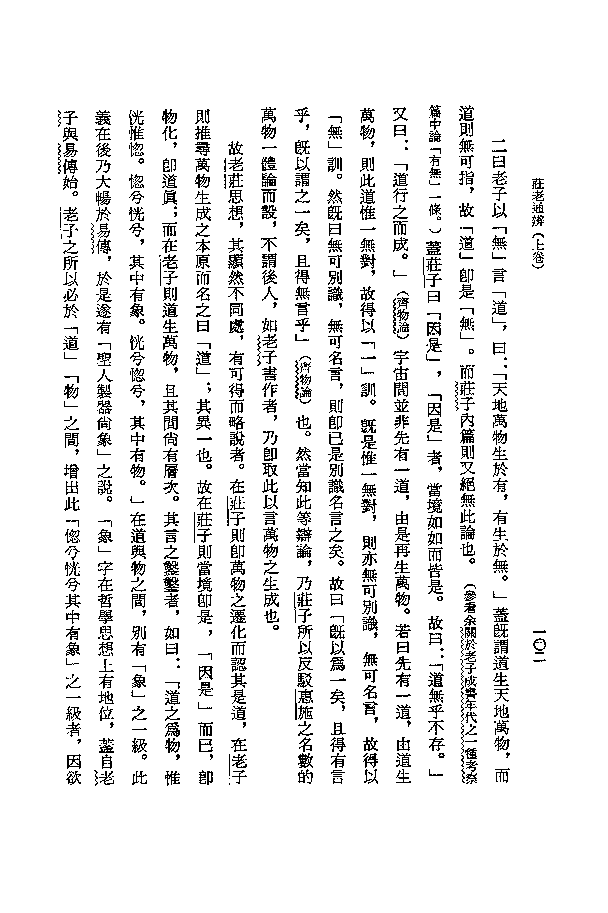 莊老通辨（上卷）
一〇二
二曰老子以「無」言「道」，曰：「天地萬物生於有，有生於無。」蓋既謂道生天地萬物，而
道則無可指，故「道」卽是「無」。而莊子內篇則又絕無此論也。（參看余關於老子成書年代之一種考察
篇中論「有無」一條。）蓋莊子曰「因是」，「因是」者，當境如如而皆是。故曰：「道無乎不存。」
又曰：「道行之而成。」（齊物論）宇宙間並非先有一道，由是再生萬物。若曰先有一道，由道生
萬物，則此道惟一無對，故得以「一」訓。既是惟一無對，則亦無可別識，無可名言，故得以
「無」訓。然既曰無可別識，無可名言，則卽已是別識名言之矣。故曰「既以為一矣，且得有言
乎，既以謂之一矣，且得無言乎」（齊物論）也。然當知此等辯論，乃莊子所以反駁惠施之名數的
萬物一體論而設，不謂後人，如老子書作者，乃卽取此以言萬物之生成也。
故老莊思想，其顯然不同處，有可得而略說者。在莊子則卽萬物之遷化而認其是道，在老子
則推尋萬物生成之本原而名之曰「道」；其異一也。故在莊子則當境卽是，「因是」而已，卽
物化，卽道眞；而在老子則道生萬物，且其間尙有層次。其言之鑿鑿者，如曰：「道之為物，惟
恍惟惚。惚兮恍兮，其中有象。恍兮惚兮，其中有物。」在道與物之間，別有「象」之一級。此
義在後乃大暢於易傳，於是遂有「聖人製器尙象」之說。「象」字在哲學思想上有地位，蓋自老
子與易傳始。老子之所以必於「道」「物」之間，增出此「惚兮恍兮其中有象」之一級者，因欲